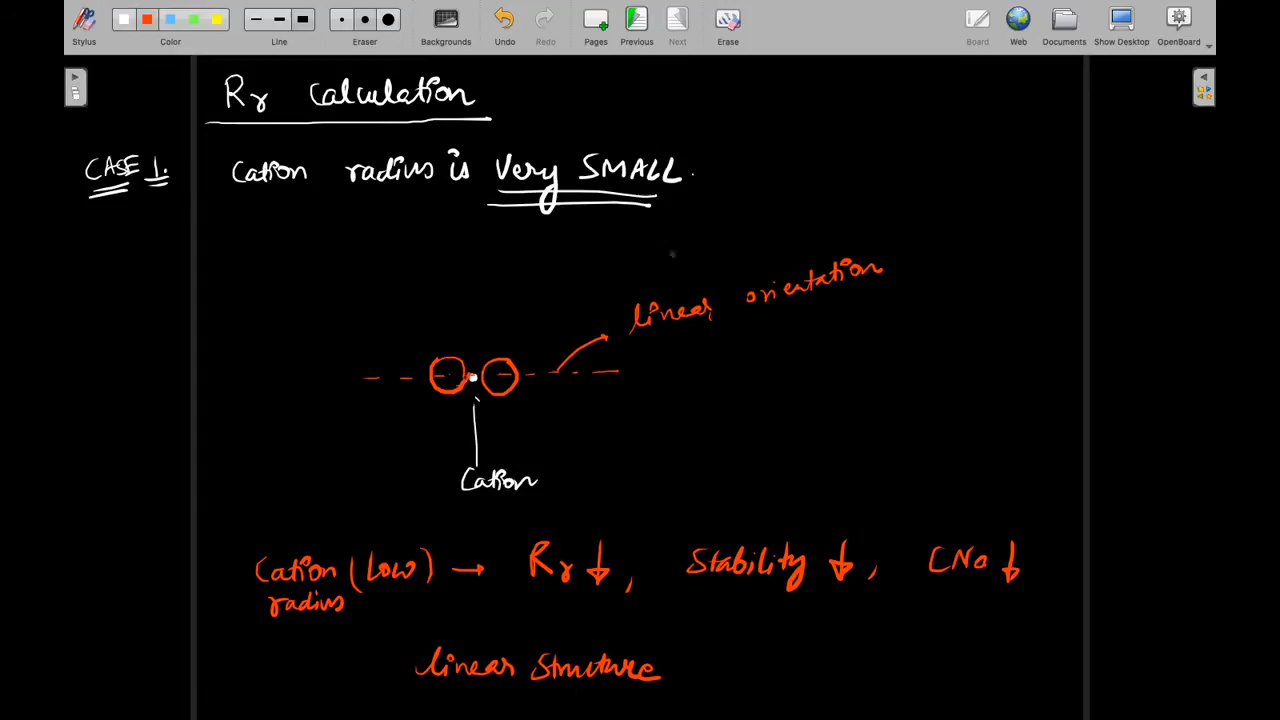 Stylus Color Line Eraser Backgrounds Undo Redo Pages Previous Next Erase Board Web Documents Show Desktop OpenBoard
Rr Calculation
CASE 1. Cation radius is Very SMALL.
linear orientation
Cation
Cation (Low) → Rr ↓, Stability ↓, CNo ↓
radius
linear Structure